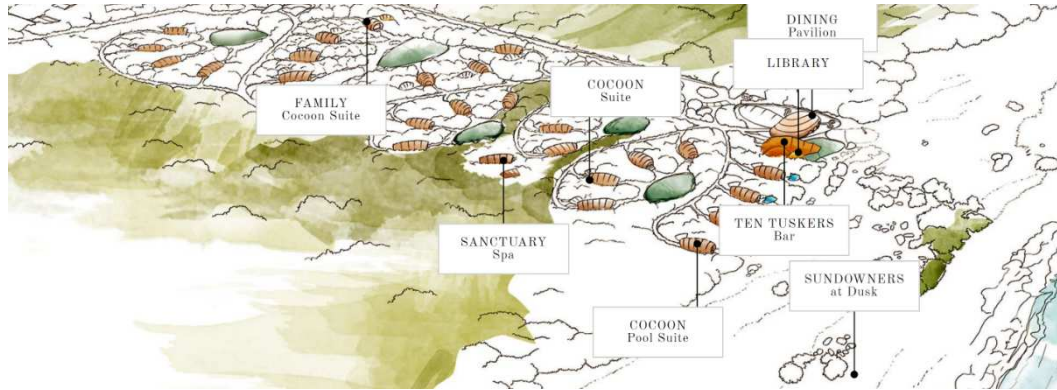 DINING
Pavilion
LIBRARY
FAMILY
Cocoon Suite
COCOON
Suite
TEN TUSKERS
Bar
SANCTUARY
Spa
SUNDOWNERS
at Dusk
COCOON
Pool Suite